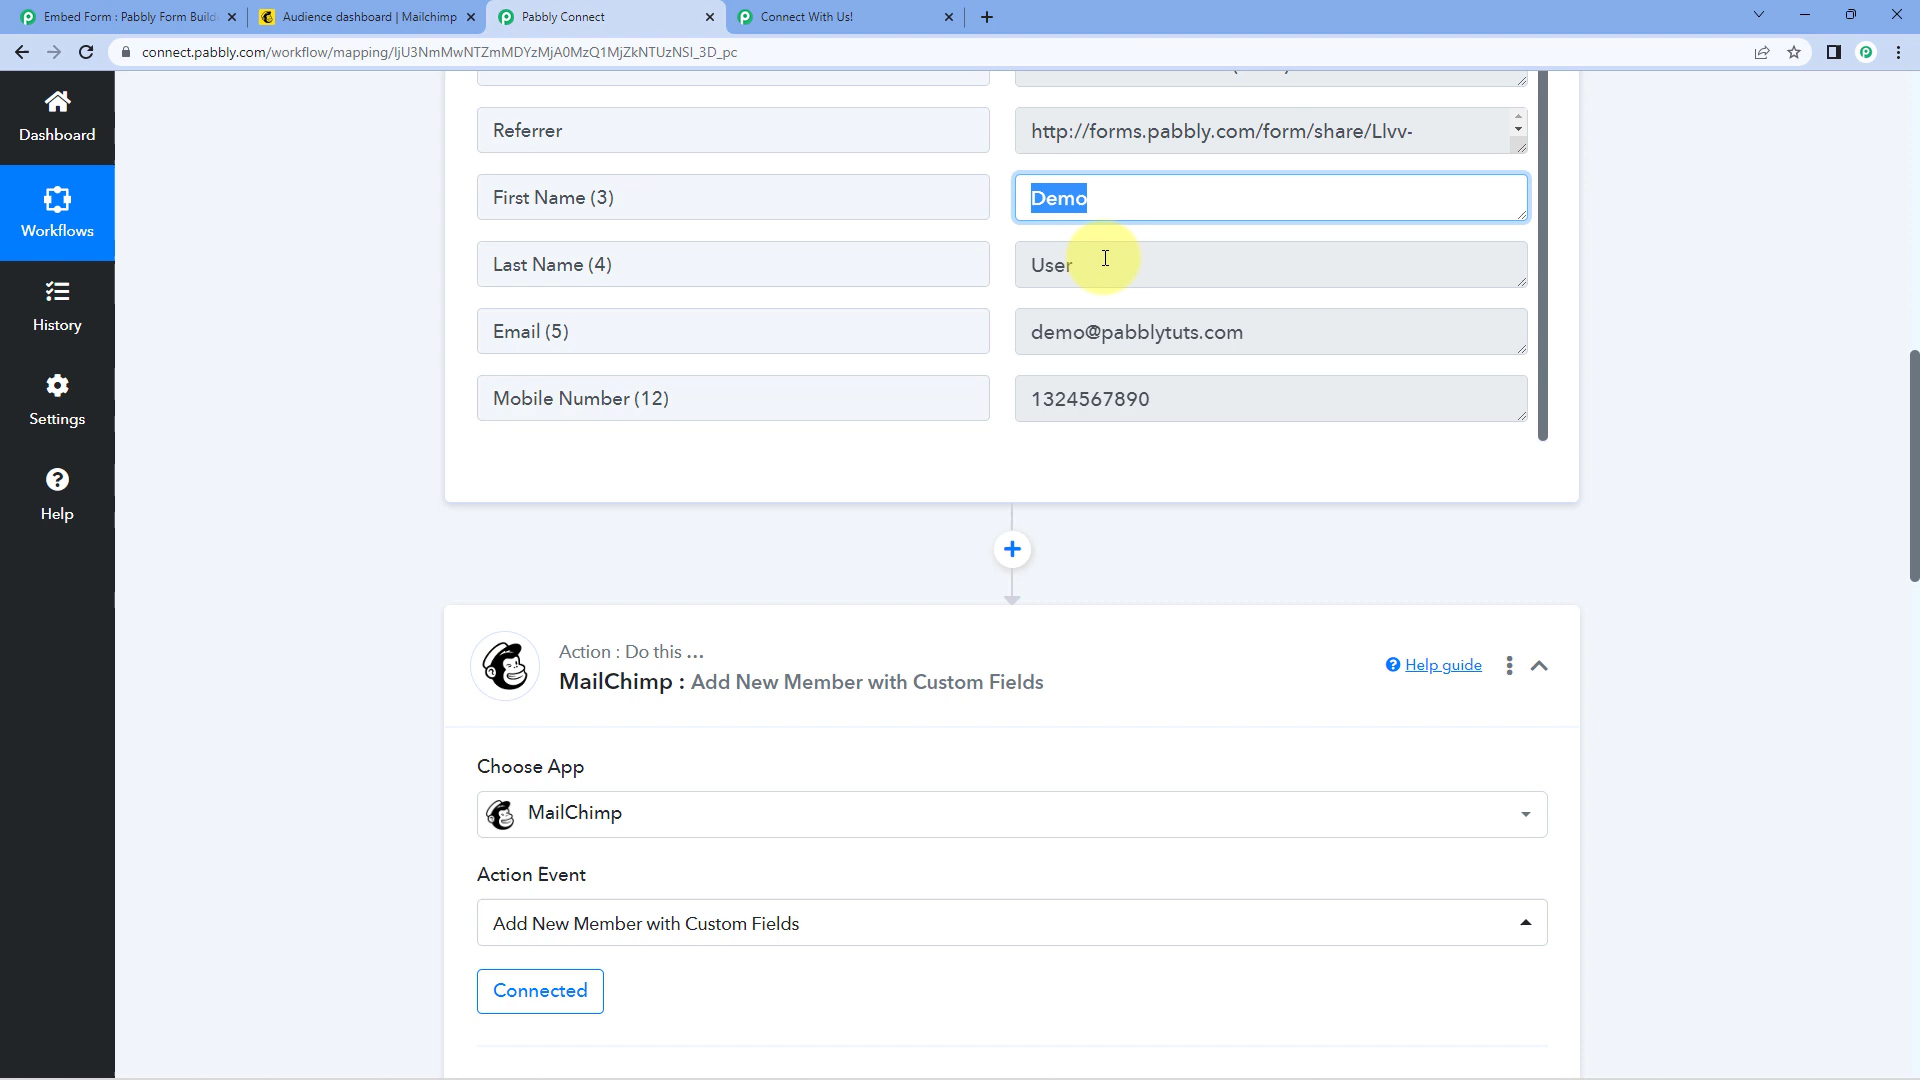 Embed Form : Pabbly Form Build
Audience dashboard | Mailchimp
Pabbly Connect
Connect With Us!
connect.pabbly.com/workflow/mapping/IjU3NmMwNTZmMDYzMjA0MzQ1MjZkNTUzNSI_3D_pc
Dashboard
Workflows
History
Settings
Help
Referrer
http://forms.pabbly.com/form/share/Llvv-
First Name (3)
Demo
Last Name (4)
User
Email (5)
demo@pabblytuts.com
Mobile Number (12)
1324567890
Action : Do this ...
MailChimp : Add New Member with Custom Fields
Help guide
Choose App
MailChimp
Action Event
Add New Member with Custom Fields
Connected